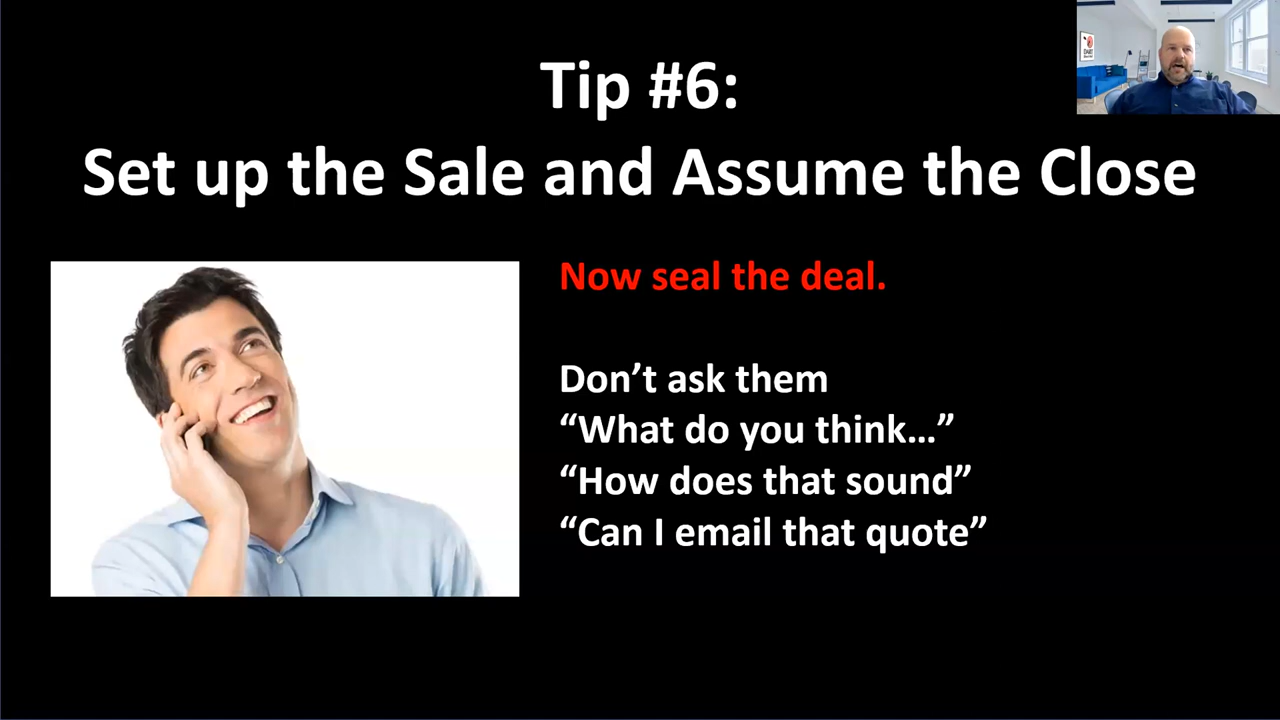 Tip #6:
Set up the Sale and Assume the Close
Now seal the deal.
Don’t ask them
“What do you think…”
“How does that sound”
“Can I email that quote”